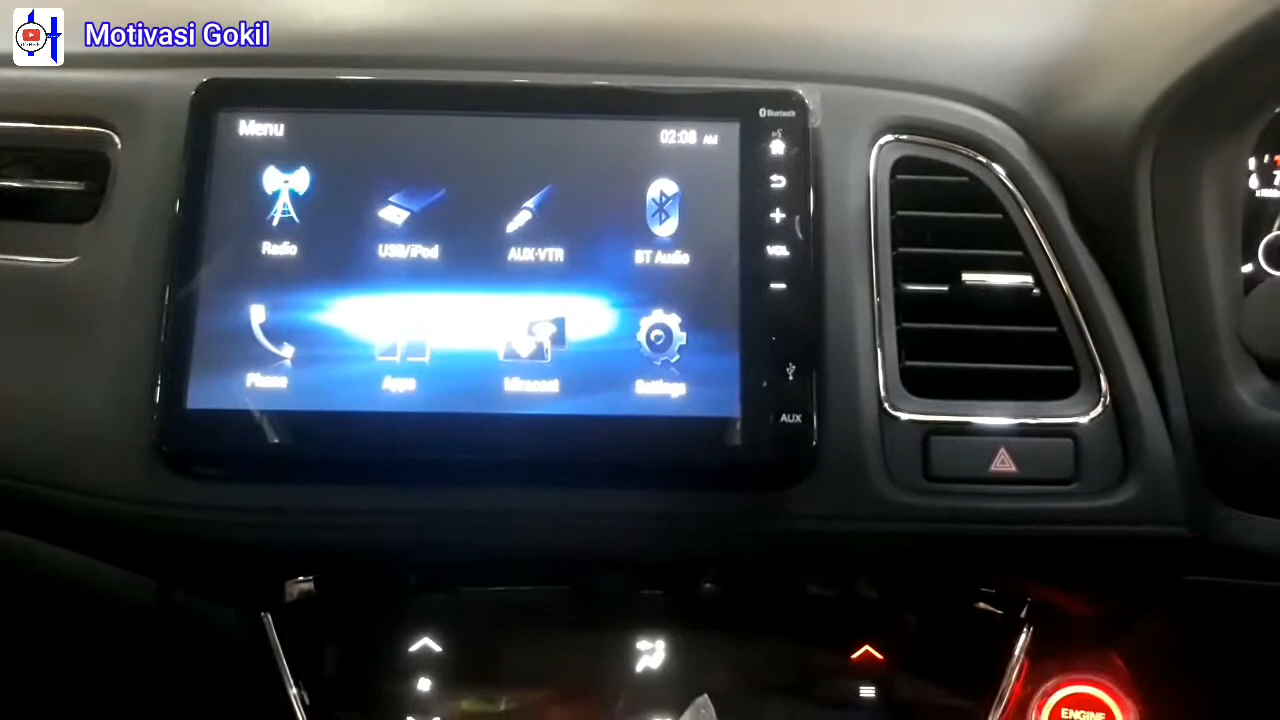 Motivasi Gokil
Bluetooth
Menu
02:08 AM
Radio
USB/iPod
AUX-VTR
BT Audio
VOL
Phone
Apps
Miracast
Settings
AUX
ENGINE